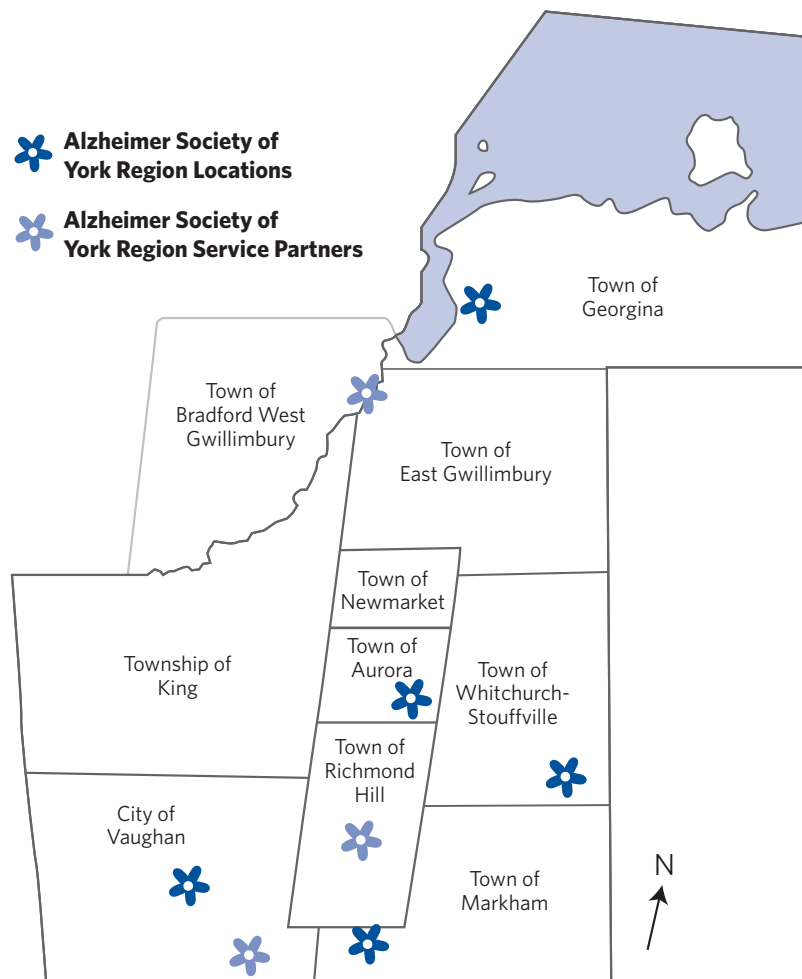 Alzheimer Society of
York Region Locations
Alzheimer Society of
York Region Service Partners
Town of
Georgina
Town of
Bradford West
Gwillimbury
Town of
East Gwillimbury
Town of
Newmarket
Town of
Aurora
Township of
King
Town of
Whitchurch-
Stouffville
Town of
Richmond
Hill
City of
Vaughan
Town of
Markham
N